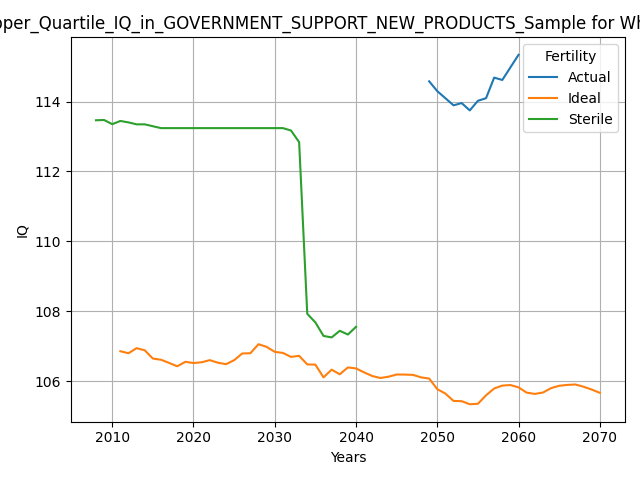 pper_Quartile_IQ_in_GOVERNMENT_SUPPORT_NEW_PRODUCTS_Sample for Wh
Fertility
Actual
Ideal
Sterile
114
112
110
108
106
IQ
2010 2020 2030 2040 2050 2060 2070
Years